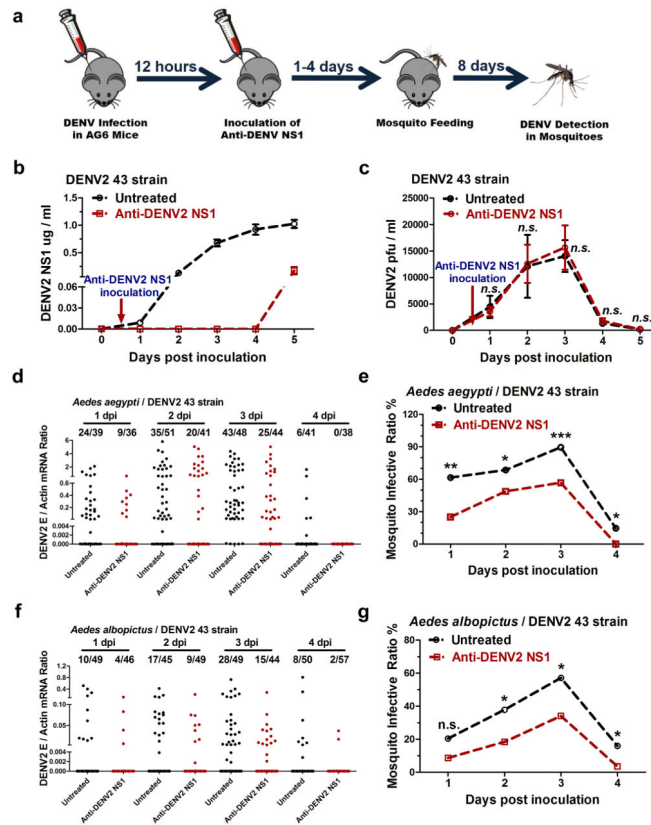 a
12 hours
1-4 days
8 days
DENV Infection
in AG6 Mice
Inoculation of
Anti-DENV NS1
Mosquito Feeding
DENV Detection
in Mosquitoes
b
DENV2 43 strain
Untreated
Anti-DENV2 NS1
DENV2 NS1 ug / ml
1.5
1.0
0.5
0.06
0.03
0.00
Anti-DENV2 NS1
inoculation
0 1 2 3 4 5
Days post inoculation
c
DENV2 43 strain
Untreated
Anti-DENV2 NS1
DENV2 pfu / ml
25000
20000
15000
10000
5000
0
Anti-DENV2 NS1
inoculation
n.s.
n.s.
n.s.
n.s.
n.s.
0 1 2 3 4 5
Days post inoculation
d
Aedes aegypti / DENV2 43 strain
1 dpi 2 dpi 3 dpi 4 dpi
24/39 9/36 35/51 20/41 43/48 25/44 6/41 0/38
DENV2 E / Actin mRNA Ratio
6
4
2
0.4
0.2
0.004
0.002
0.000
Untreated
Anti-DENV2 NS1
Untreated
Anti-DENV2 NS1
Untreated
Anti-DENV2 NS1
Untreated
Anti-DENV2 NS1
e
Aedes aegypti / DENV2 43 strain
Untreated
Anti-DENV2 NS1
Mosquito Infective Ratio %
120
90
60
30
0
**
*
***
*
1 2 3 4
Days post inoculation
f
Aedes albopictus / DENV2 43 strain
1 dpi 2 dpi 3 dpi 4 dpi
10/49 4/46 17/45 9/49 28/49 15/44 8/50 2/57
DENV2 E / Actin mRNA Ratio
1.2
0.8
0.4
0.10
0.05
0.004
0.002
0.000
Untreated
Anti-DENV2 NS1
Untreated
Anti-DENV2 NS1
Untreated
Anti-DENV2 NS1
Untreated
Anti-DENV2 NS1
g
Aedes albopictus / DENV2 43 strain
Untreated
Anti-DENV2 NS1
Mosquito Infective Ratio %
80
60
40
20
0
n.s.
*
*
*
1 2 3 4
Days post inoculation